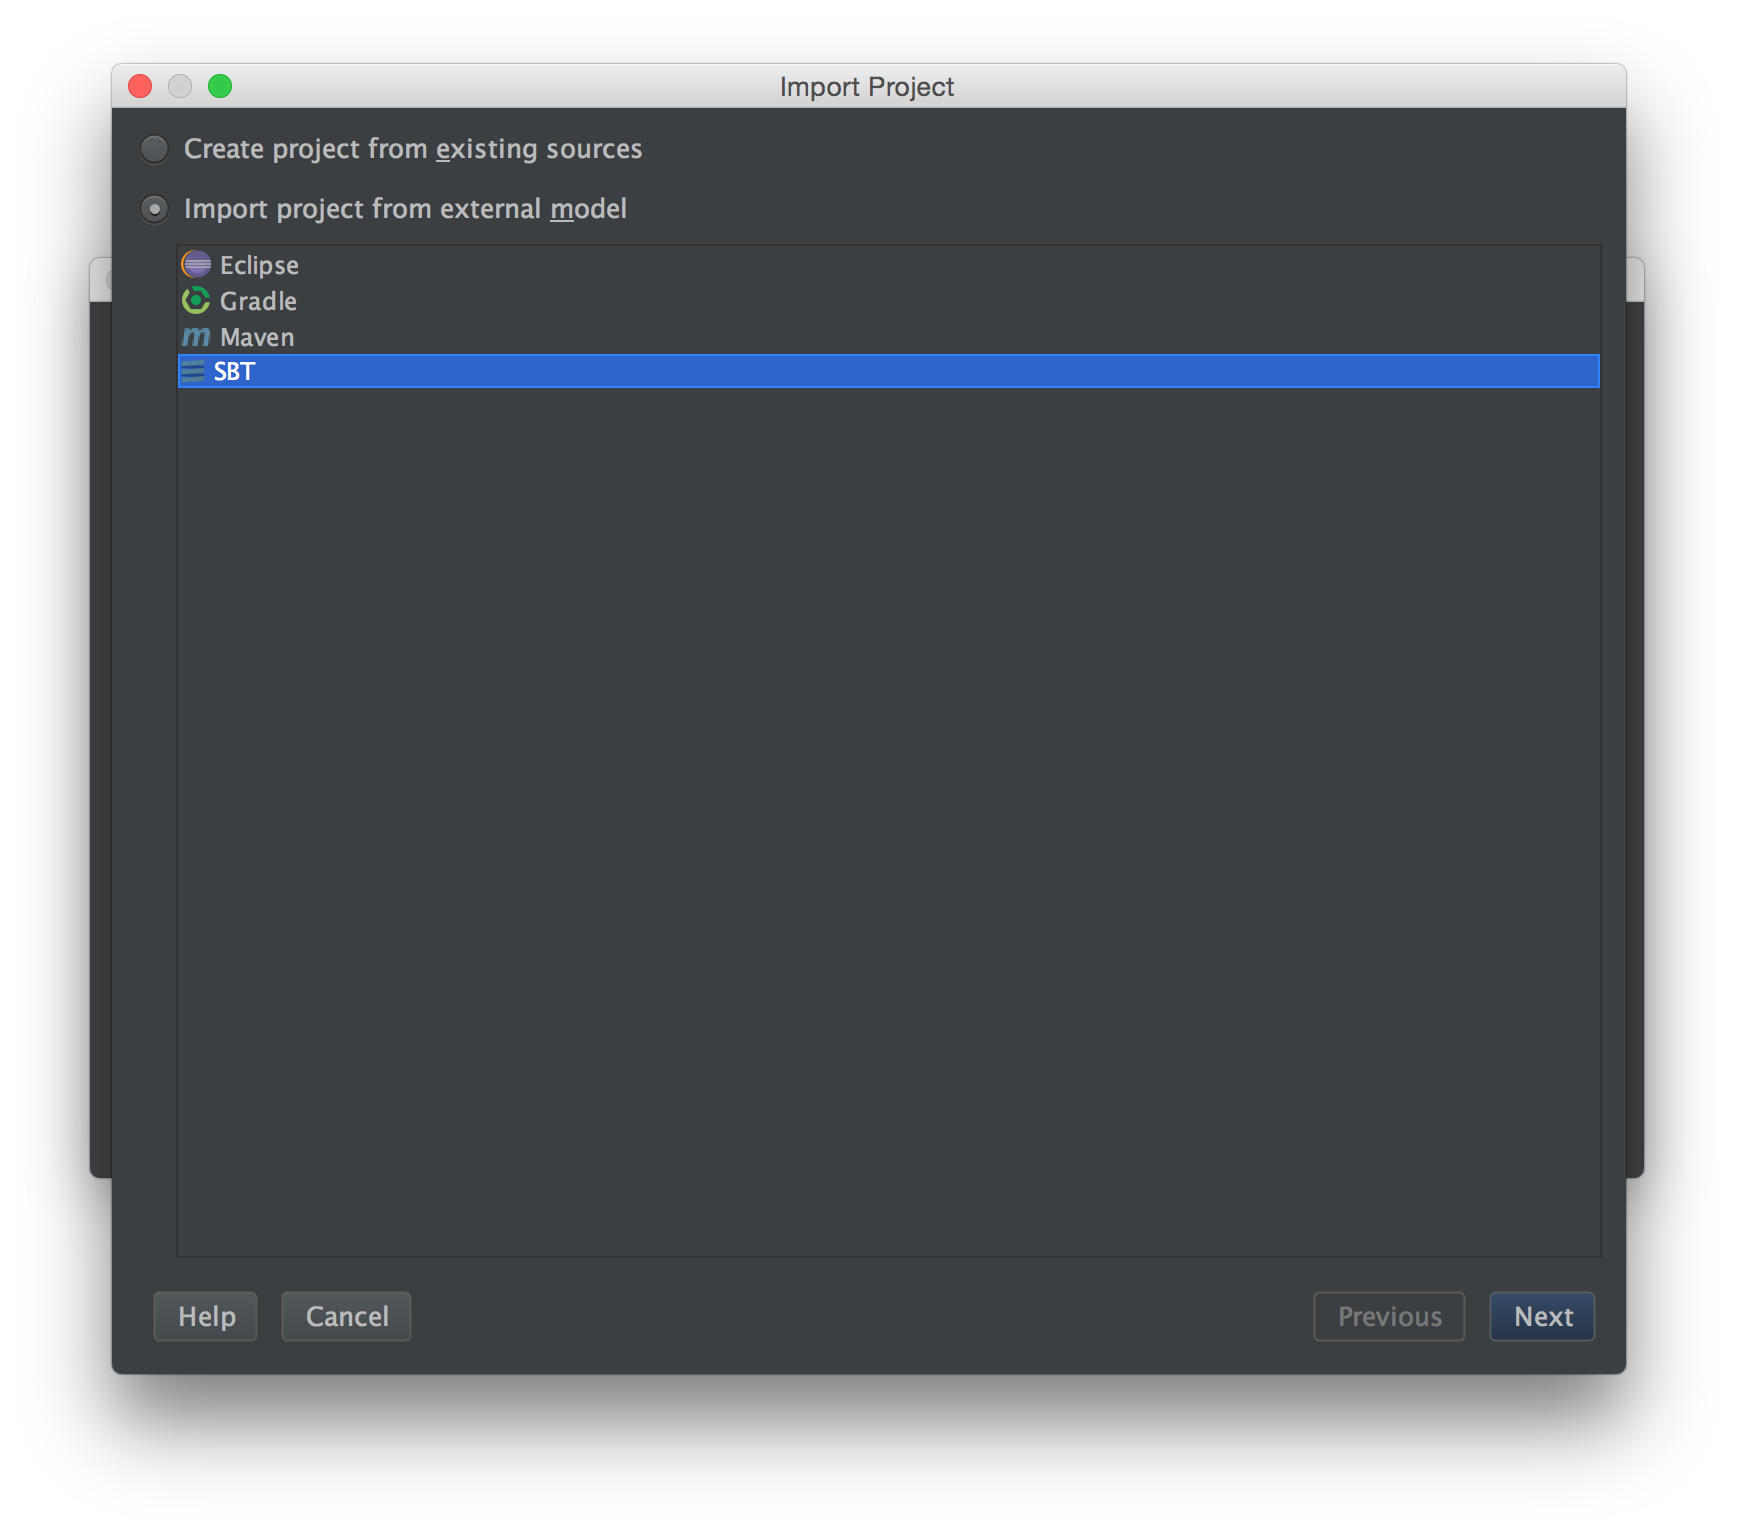 Import Project
Create project from existing sources
Import project from external model
Eclipse
Gradle
Maven
SBT
Help Cancel Previous Next